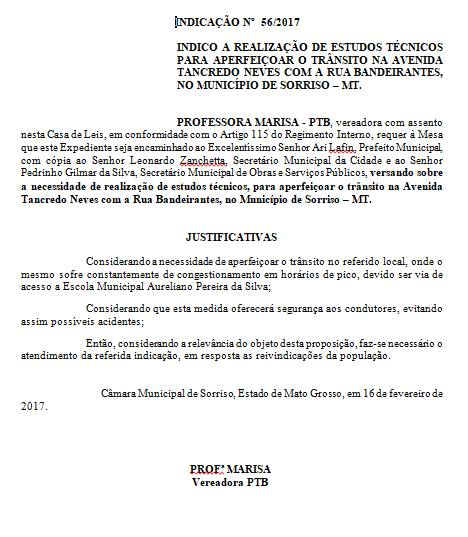 INDICAÇÃO Nº 56/2017
INDICO A REALIZAÇÃO DE ESTUDOS TÉCNICOS
PARA APERFEIÇOAR O TRÂNSITO NA AVENIDA
TANCREDO NEVES COM A RUA BANDEIRANTES,
NO MUNICÍPIO DE SORRISO – MT.
PROFESSORA MARISA - PTB, vereadora com assento
nesta Casa de Leis, em conformidade com o Artigo 115 do Regimento Interno, requer à Mesa
que este Expediente seja encaminhado ao Excelentíssimo Senhor Ari Lafin, Prefeito Municipal,
com cópia ao Senhor Leonardo Zanchetta, Secretário Municipal da Cidade e ao Senhor
Pedrinho Gilmar da Silva, Secretário Municipal de Obras e Serviços Públicos, versando sobre
a necessidade de realização de estudos técnicos, para aperfeiçoar o trânsito na Avenida
Tancredo Neves com a Rua Bandeirantes, no Município de Sorriso – MT.
JUSTIFICATIVAS
Considerando a necessidade de aperfeiçoar o trânsito no referido local, onde o
mesmo sofre constantemente de congestionamento em horários de pico, devido ser via de
acesso a Escola Municipal Aureliano Pereira da Silva;
Considerando que esta medida oferecerá segurança aos condutores, evitando
assim possíveis acidentes;
Então, considerando a relevância do objeto desta proposição, faz-se necessário o
atendimento da referida indicação, em resposta as reivindicações da população.
Câmara Municipal de Sorriso, Estado de Mato Grosso, em 16 de fevereiro de
2017.
PROFª MARISA
Vereadora PTB